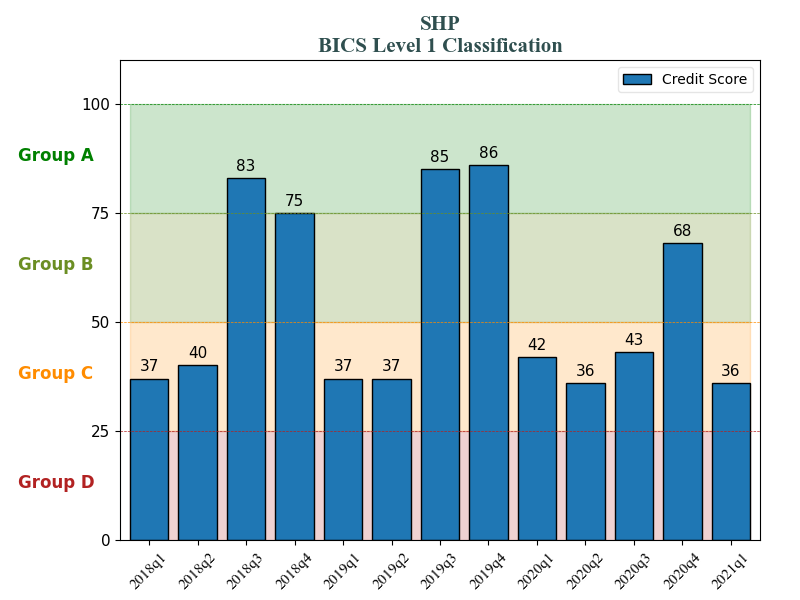 SHP
BICS Level 1 Classification
Credit Score
100
Group A
83
75
85
86
75
Group B
68
50
Group C
37
40
37
37
42
36
43
36
25
Group D
0
2018q1
2018q2
2018q3
2018q4
2019q1
2019q2
2019q3
2019q4
2020q1
2020q2
2020q3
2020q4
2021q1